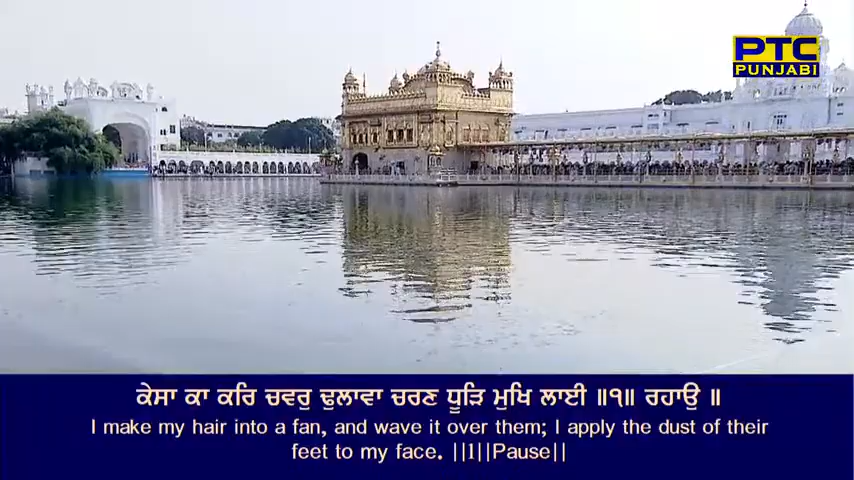 PTC
PUNJABI
ਕੇਸਾ ਕਾ ਕਰਿ ਚਵਰੁ ਢੁਲਾਵਾ ਚਰਣ ਧੂੜਿ ਮੁਖਿ ਲਾਈ ॥੧॥ ਰਹਾਉ ॥
I make my hair into a fan, and wave it over them; I apply the dust of their
feet to my face. ||1||Pause||